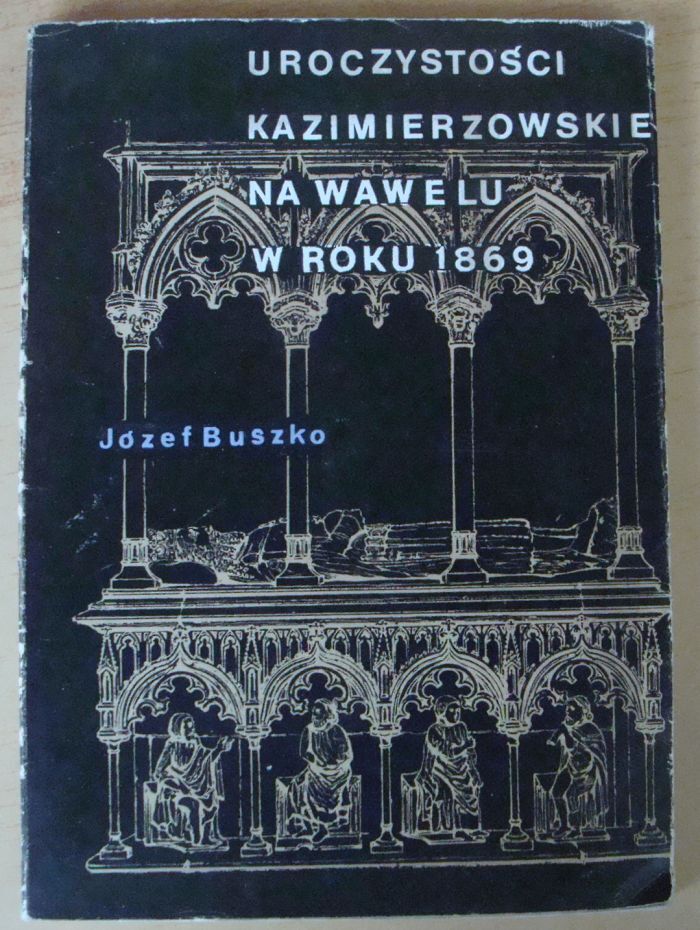 UROCZYSTOŚCI
KAZIMIERZOWSKIE
NA WAWELU
W ROKU 1869
Józef Buszko